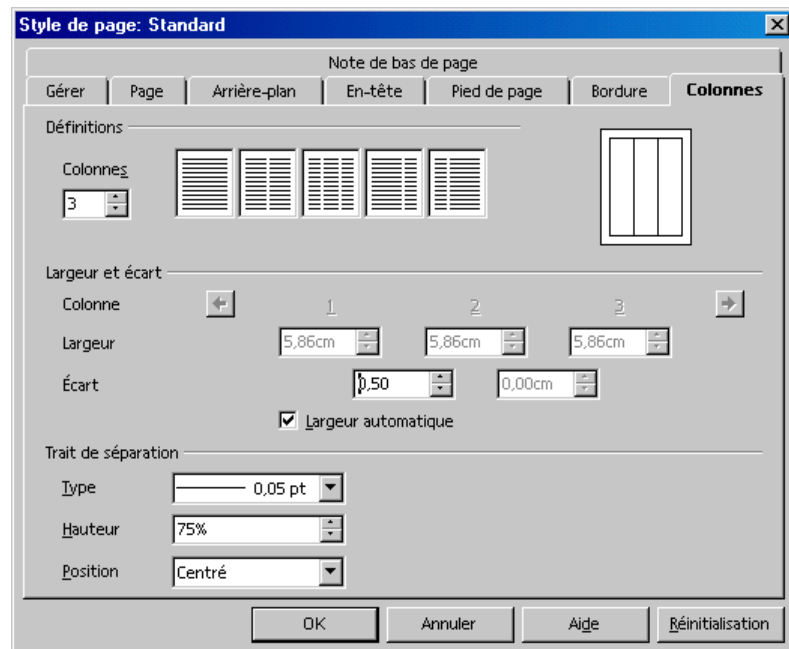 Style de page: Standard
Note de bas de page
Gérer Page Arrière-plan En-tête Pied de page Bordure Colonnes
Définitions
Colonnes
3
Largeur et écart
Colonne 1 2 3
Largeur 5,86cm 5,86cm 5,86cm
Écart 0,50 0,00cm
Largeur automatique
Trait de séparation
Type 0,05 pt
Hauteur 75%
Position Centré
OK Annuler Aide Réinitialisation